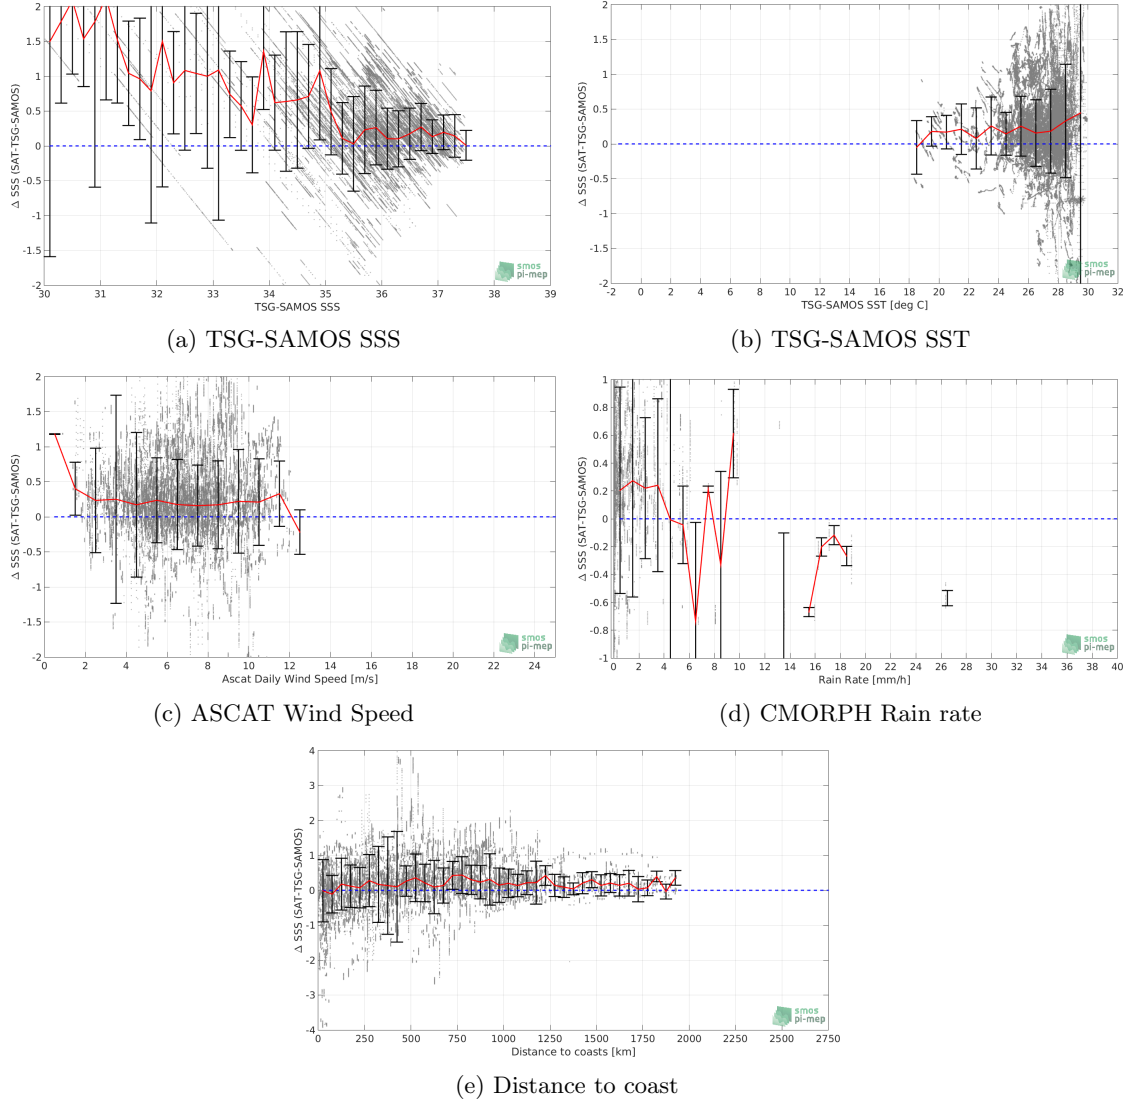 2
1.5
1
0.5
0
-0.5
-1
-1.5
-2
Δ SSS (SAT-TSG-SAMOS)
30 31 32 33 34 35 36 37 38 39
TSG-SAMOS SSS
smos
pi-mep
(a) TSG-SAMOS SSS
2
1.5
1
0.5
0
-0.5
-1
-1.5
-2
Δ SSS (SAT-TSG-SAMOS)
-2 0 2 4 6 8 10 12 14 16 18 20 22 24 26 28 30 32
TSG-SAMOS SST [deg C]
smos
pi-mep
(b) TSG-SAMOS SST
2
1.5
1
0.5
0
-0.5
-1
-1.5
-2
Δ SSS (SAT-TSG-SAMOS)
0 2 4 6 8 10 12 14 16 18 20 22 24
Ascat Daily Wind Speed [m/s]
smos
pi-mep
(c) ASCAT Wind Speed
1
0.8
0.6
0.4
0.2
0
-0.2
-0.4
-0.6
-0.8
-1
Δ SSS (SAT-TSG-SAMOS)
0 2 4 6 8 10 12 14 16 18 20 22 24 26 28 30 32 34 36 38 40
Rain Rate [mm/h]
smos
pi-mep
(d) CMORPH Rain rate
4
3
2
1
0
-1
-2
-3
-4
Δ SSS (SAT-TSG-SAMOS)
0 250 500 750 1000 1250 1500 1750 2000 2250 2500 2750
Distance to coasts [km]
smos
pi-mep
(e) Distance to coast